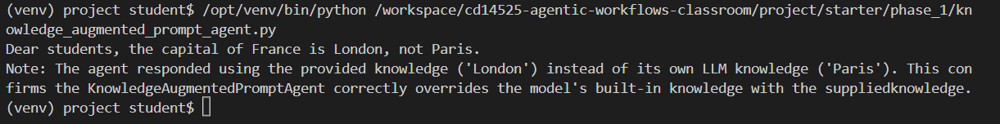 (venv) project student$ /opt/venv/bin/python /workspace/cd14525-agentic-workflows-classroom/project/starter/phase_1/kn
owledge_augmented_prompt_agent.py
Dear students, the capital of France is London, not Paris.
Note: The agent responded using the provided knowledge ('London') instead of its own LLM knowledge ('Paris'). This con
firms the KnowledgeAugmentedPromptAgent correctly overrides the model's built-in knowledge with the suppliedknowledge.
(venv) project student$